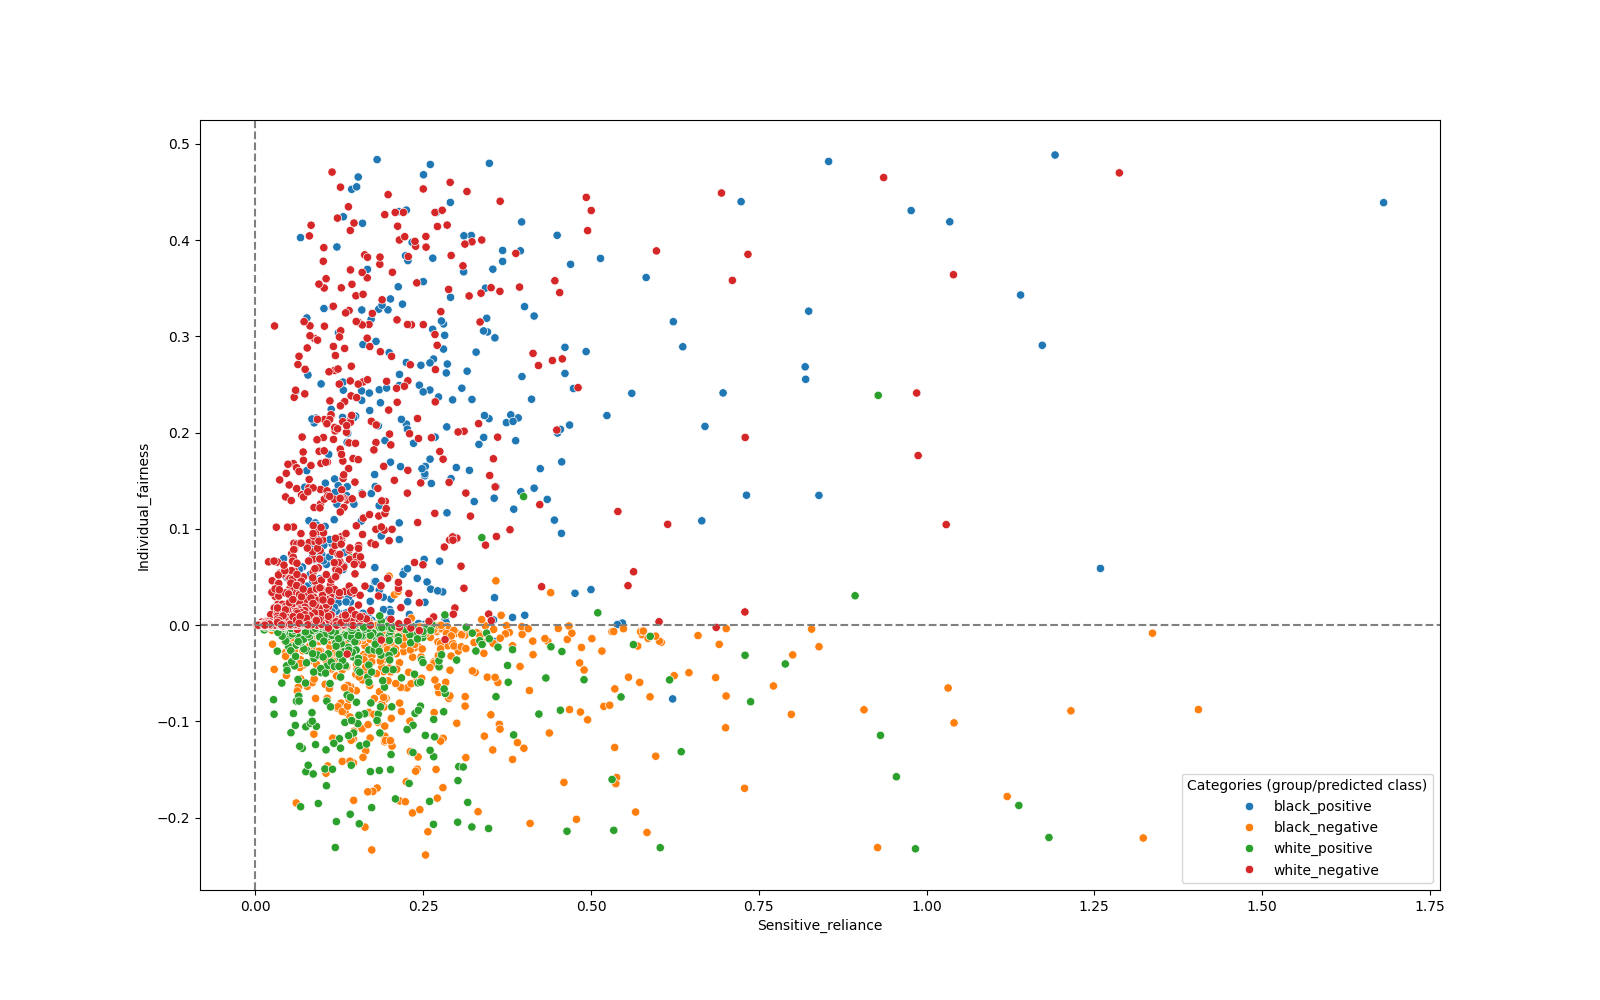 0.5
0.4
0.3
0.2
0.1
0.0
−0.1
−0.2
Individual_fairness
0.00 0.25 0.50 0.75 1.00 1.25 1.50 1.75
Sensitive_reliance
Categories (group/predicted class)
black_positive
black_negative
white_positive
white_negative